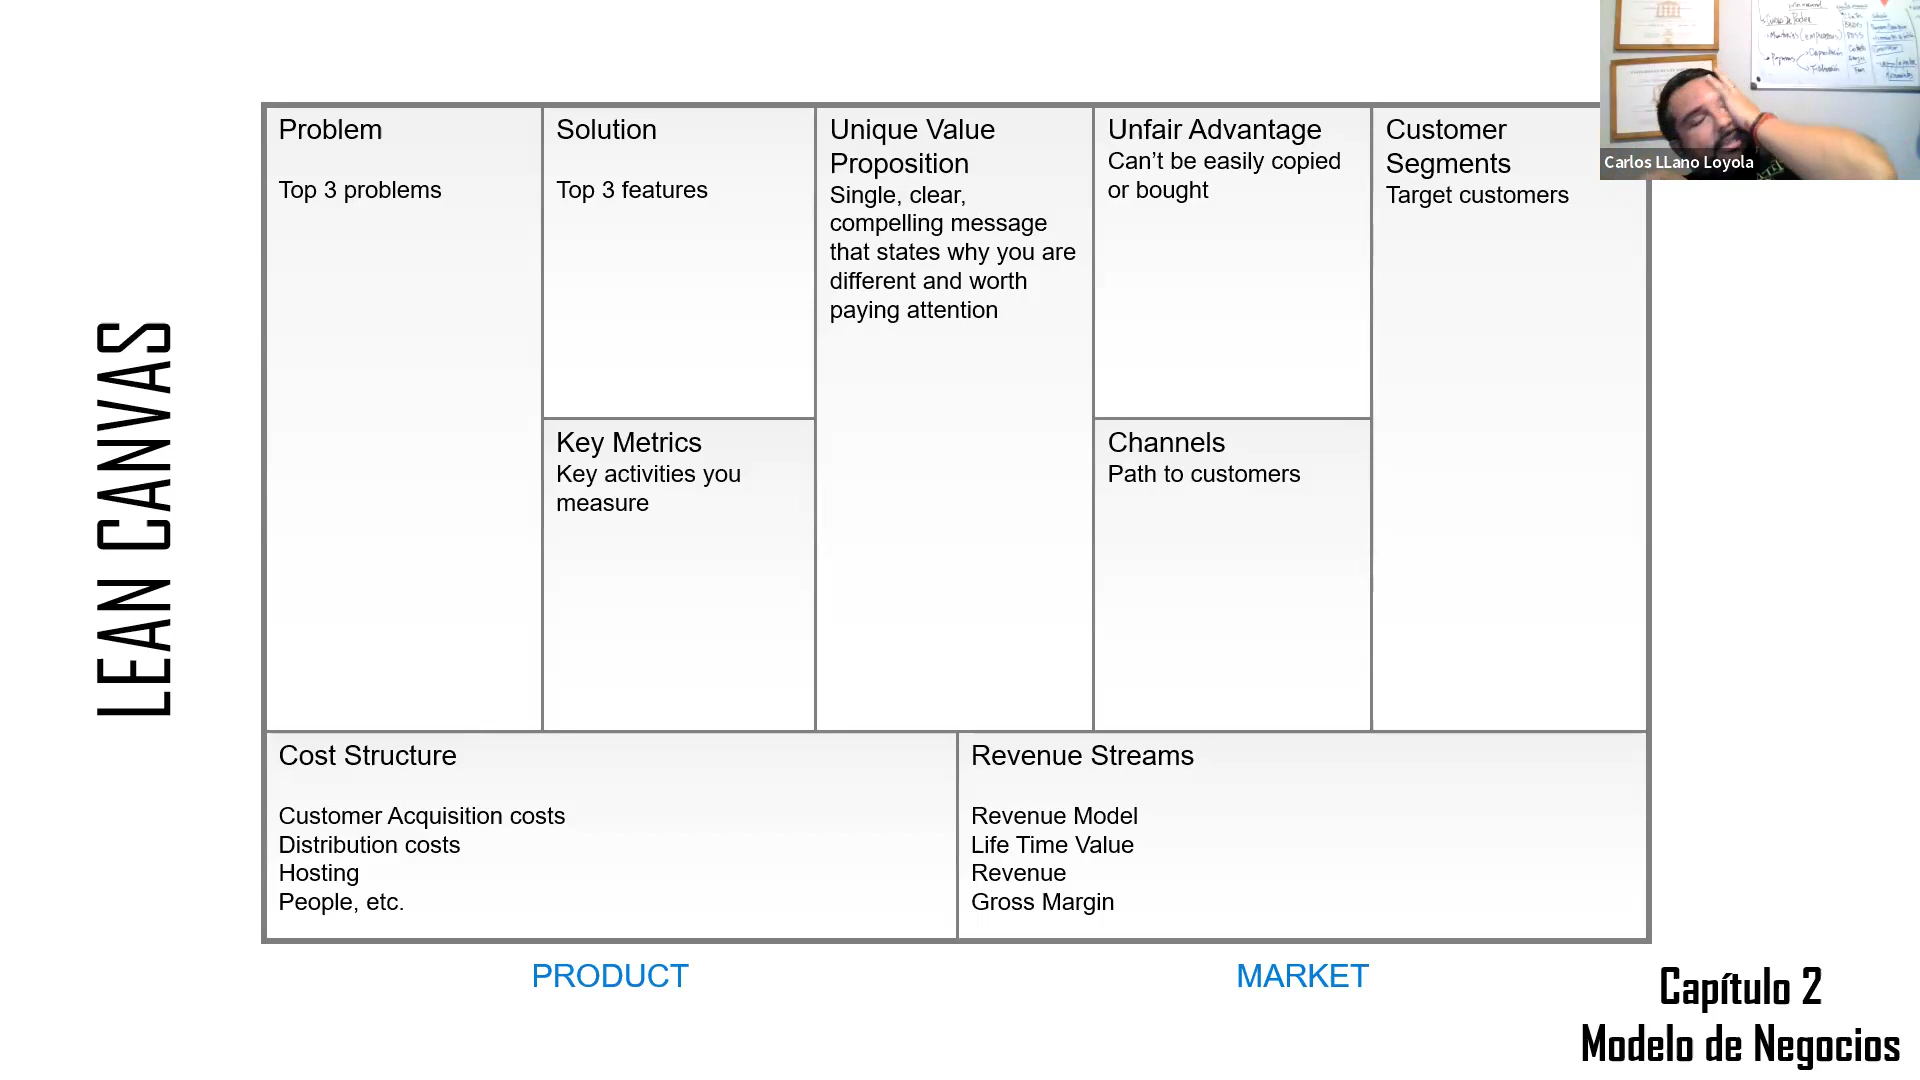 LEAN CANVAS
Problem
Top 3 problems
Solution
Top 3 features
Key Metrics
Key activities you
measure
Unique Value
Proposition
Single, clear,
compelling message
that states why you are
different and worth
paying attention
Unfair Advantage
Can’t be easily copied
or bought
Channels
Path to customers
Customer
Segments
Target customers
Cost Structure
Customer Acquisition costs
Distribution costs
Hosting
People, etc.
Revenue Streams
Revenue Model
Life Time Value
Revenue
Gross Margin
PRODUCT
MARKET
Carlos LLano Loyola
Capítulo 2
Modelo de Negocios